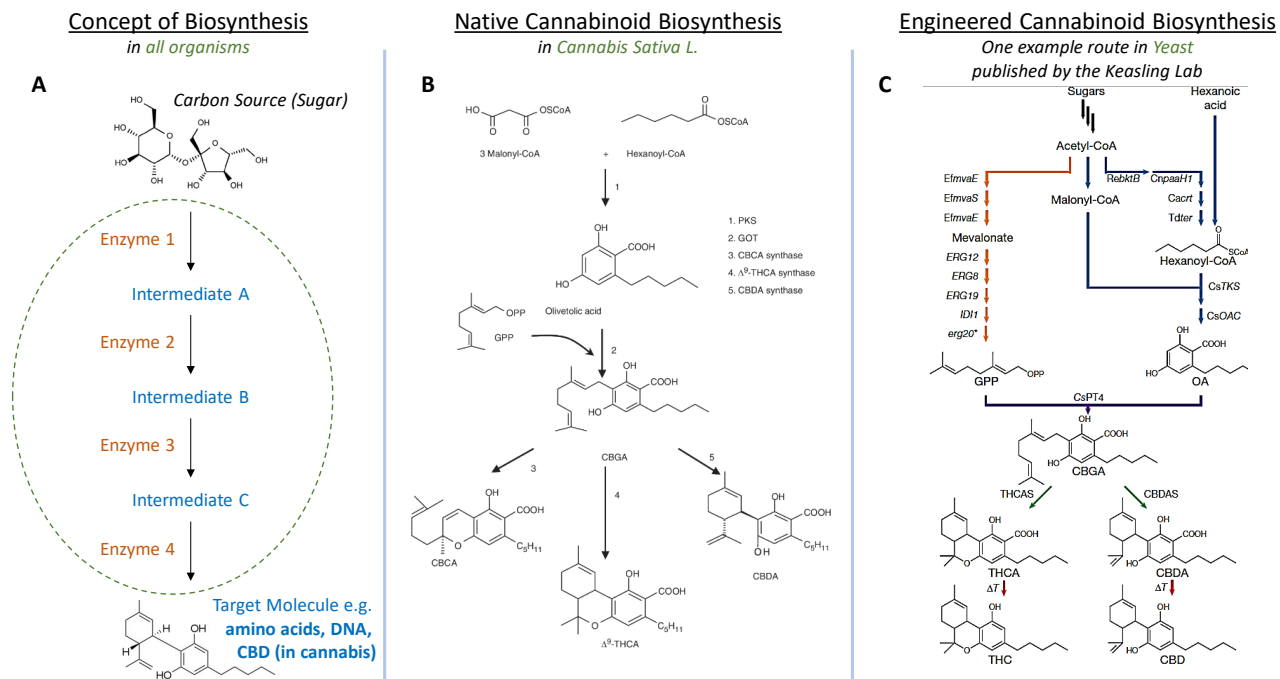 Concept of Biosynthesis
in all organisms
A
Carbon Source (Sugar)
HO
HO
HO
OH
OH
O
O
O
OH
HO
OH
OH
Enzyme 1
Intermediate A
Enzyme 2
Intermediate B
Enzyme 3
Intermediate C
Enzyme 4
Target Molecule e.g.
amino acids, DNA,
CBD (in cannabis)
H
H
OH
HO
Native Cannabinoid Biosynthesis
in Cannabis Sativa L.
B
HO
OSCoA
O
O
O
OSCoA
3 Malonyl-CoA
+
Hexanoyl-CoA
1
OH
COOH
HO
Olivetolic acid
1. PKS
2. GOT
3. CBCA synthase
4. Δ⁹-THCA synthase
5. CBDA synthase
OPP
GPP
2
OH
COOH
HO
CBGA
3
4
5
OH
COOH
O
C₅H₁₁
CBCA
OH
COOH
O
C₅H₁₁
Δ⁹-THCA
OH
COOH
OH
C₅H₁₁
CBDA
Engineered Cannabinoid Biosynthesis
One example route in Yeast
published by the Keasling Lab
C
Sugars
Hexanoic
acid
Acetyl-CoA
EfmvaE
EfmvaS
EfmvaE
Mevalonate
ERG12
ERG8
ERG19
IDI1
erg20*
Malonyl-CoA
RebktB
CnpaaH1
Cacrt
Tdter
O
SCoA
Hexanoyl-CoA
CsTKS
CsOAC
OPP
GPP
OH
COOH
HO
OA
CsPT4
OH
COOH
HO
CBGA
THCAS
CBDAS
OH
COOH
O
THCA
OH
COOH
HO
CBDA
ΔT
ΔT
OH
O
THC
OH
HO
CBD